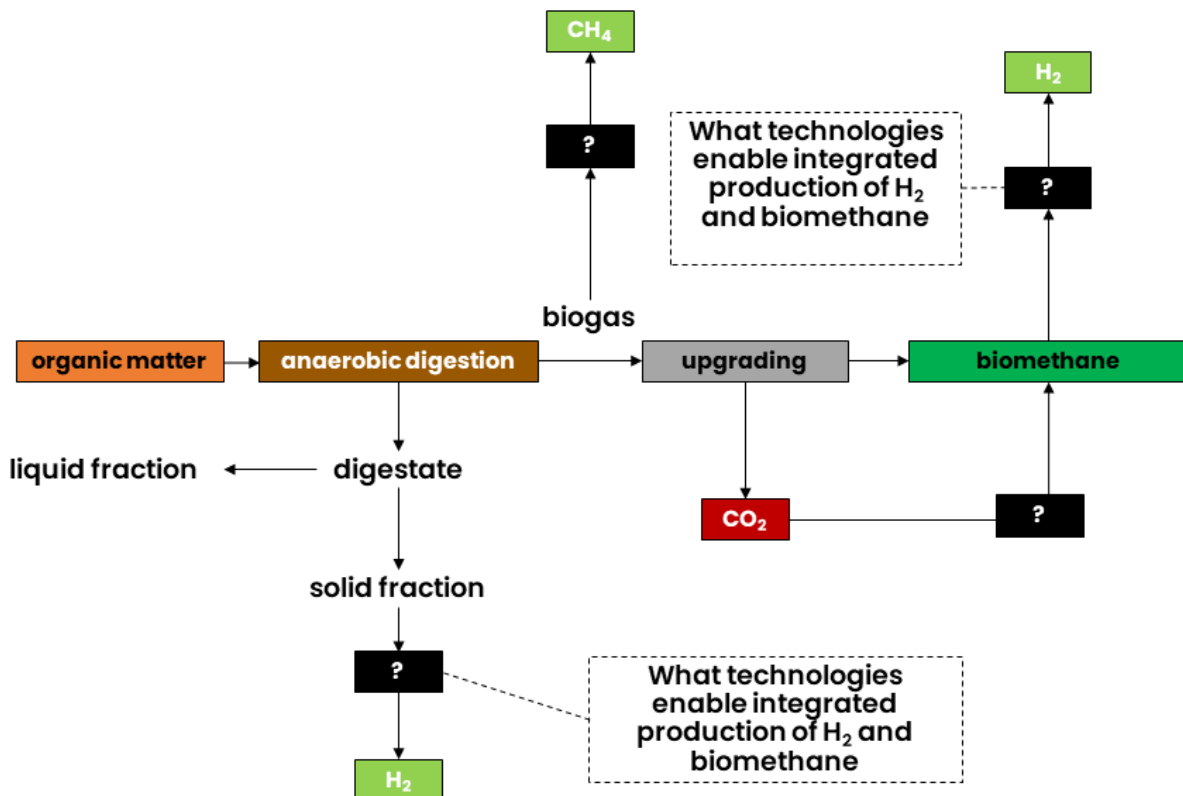 CH₄
H₂
What technologies
enable integrated
production of H₂
and biomethane
?
?
biogas
organic matter
anaerobic digestion
upgrading
biomethane
liquid fraction
digestate
CO₂
?
solid fraction
?
What technologies
enable integrated
production of H₂ and
biomethane
H₂